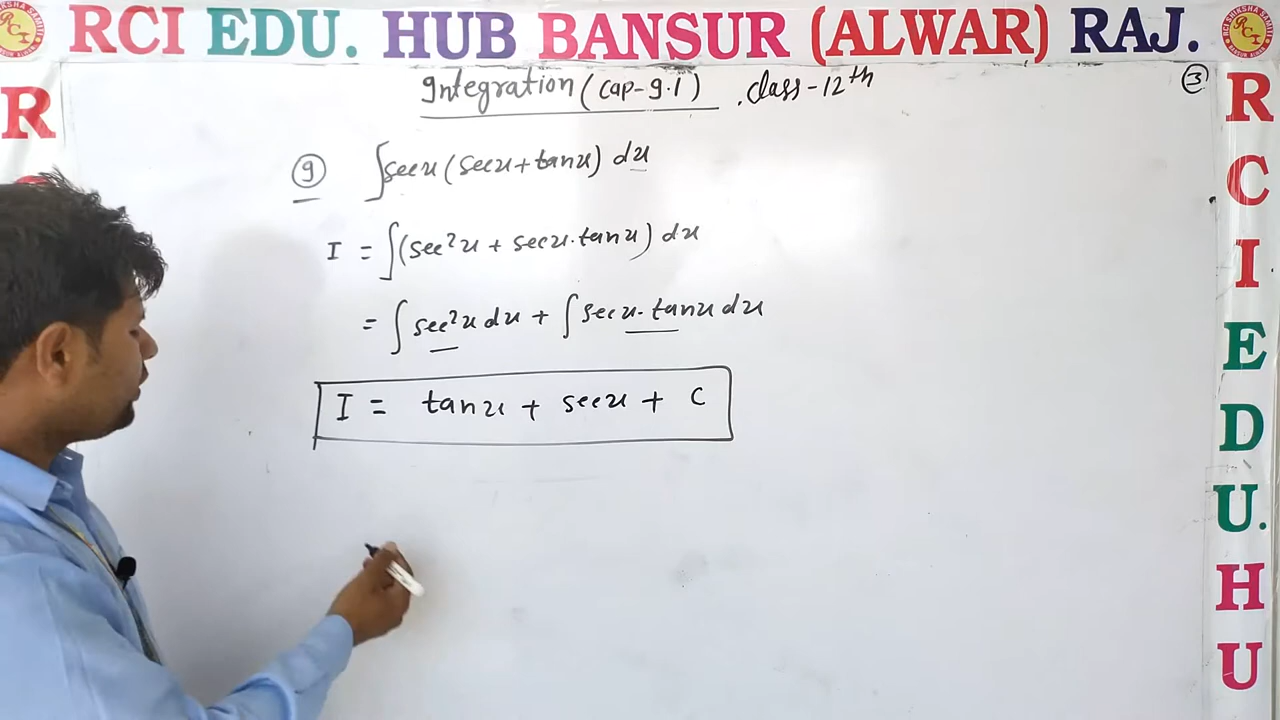 RCI EDU. HUB BANSUR (ALWAR) RAJ.
Integration (Cap-9.1) . class-12th
3
9 ∫secx (secx+tanx) dx
I = ∫(sec²x + secx.tanx) dx
= ∫ sec²x dx + ∫ secx. tanx dx
I = tanx + secx + c
R
R
C
I
E
D
U.
H
U